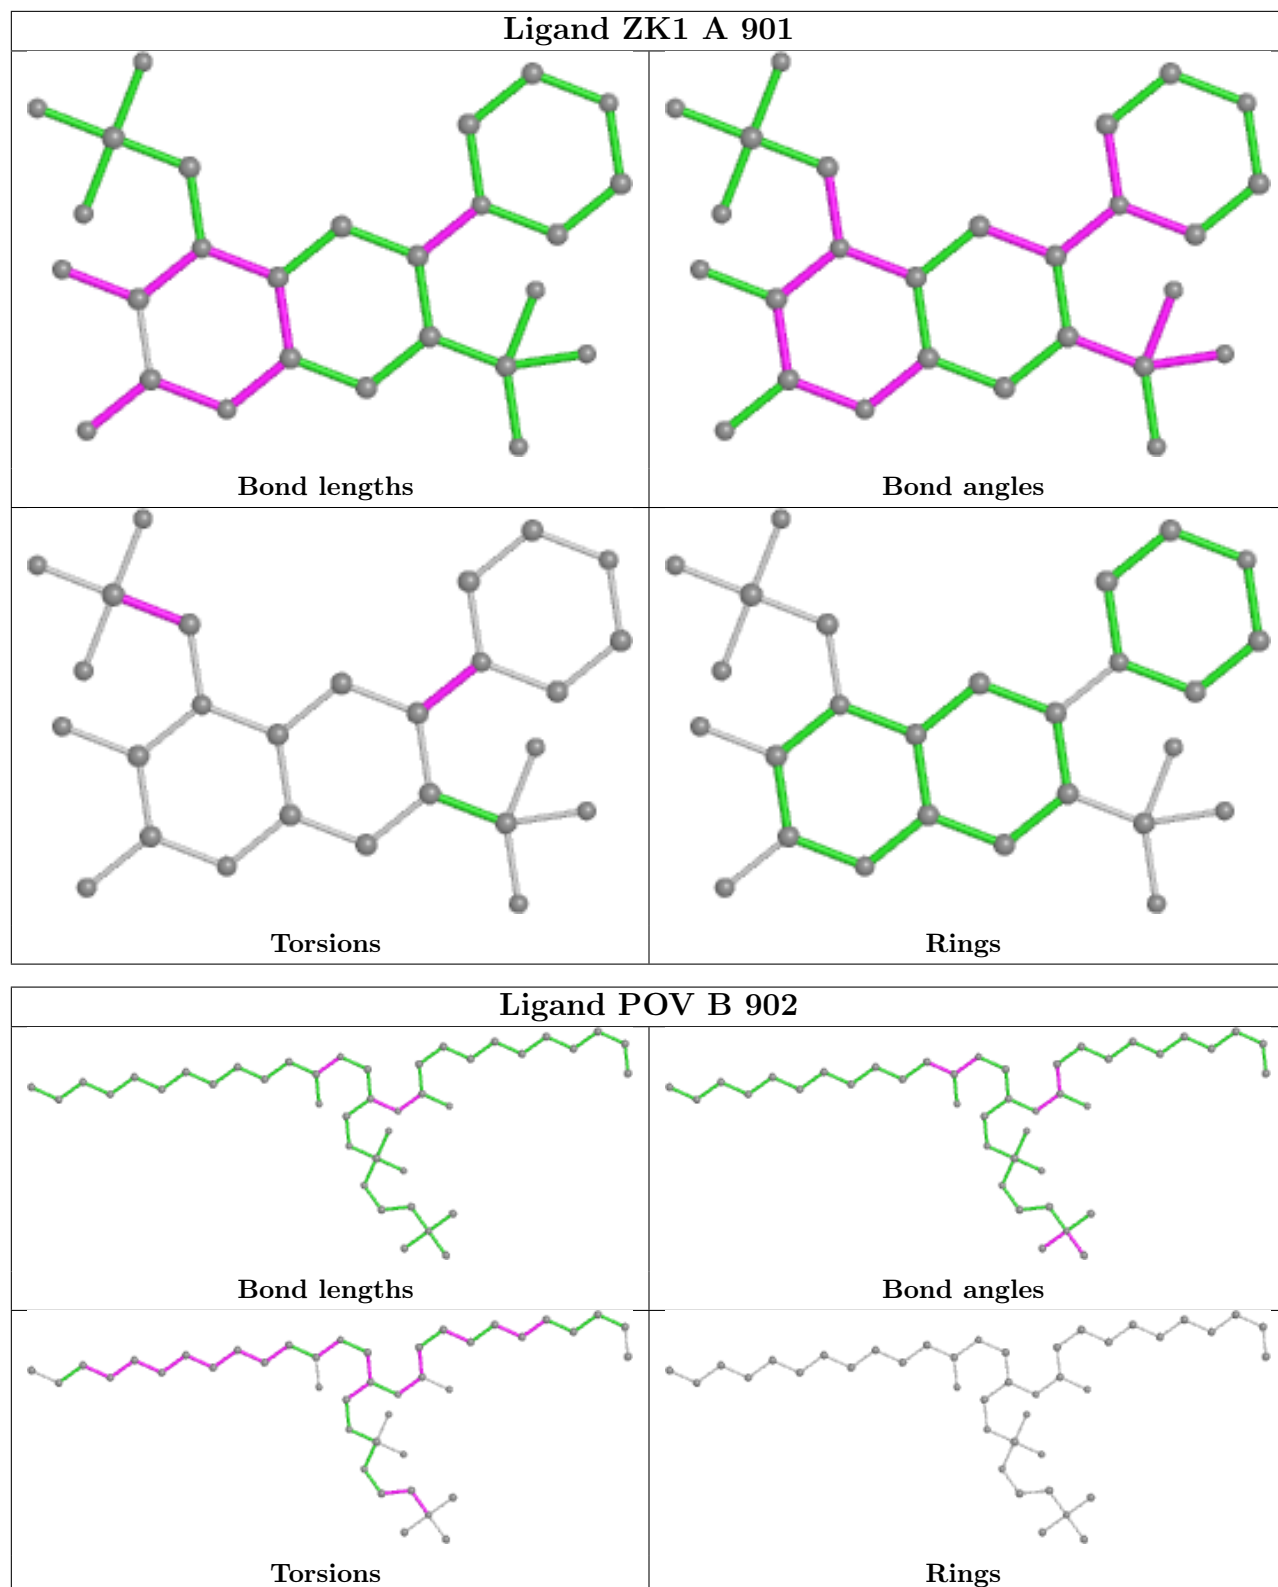 Ligand ZK1 A 901
Bond lengths
Bond angles
Torsions
Rings
Ligand POV B 902
Bond lengths
Bond angles
Torsions
Rings